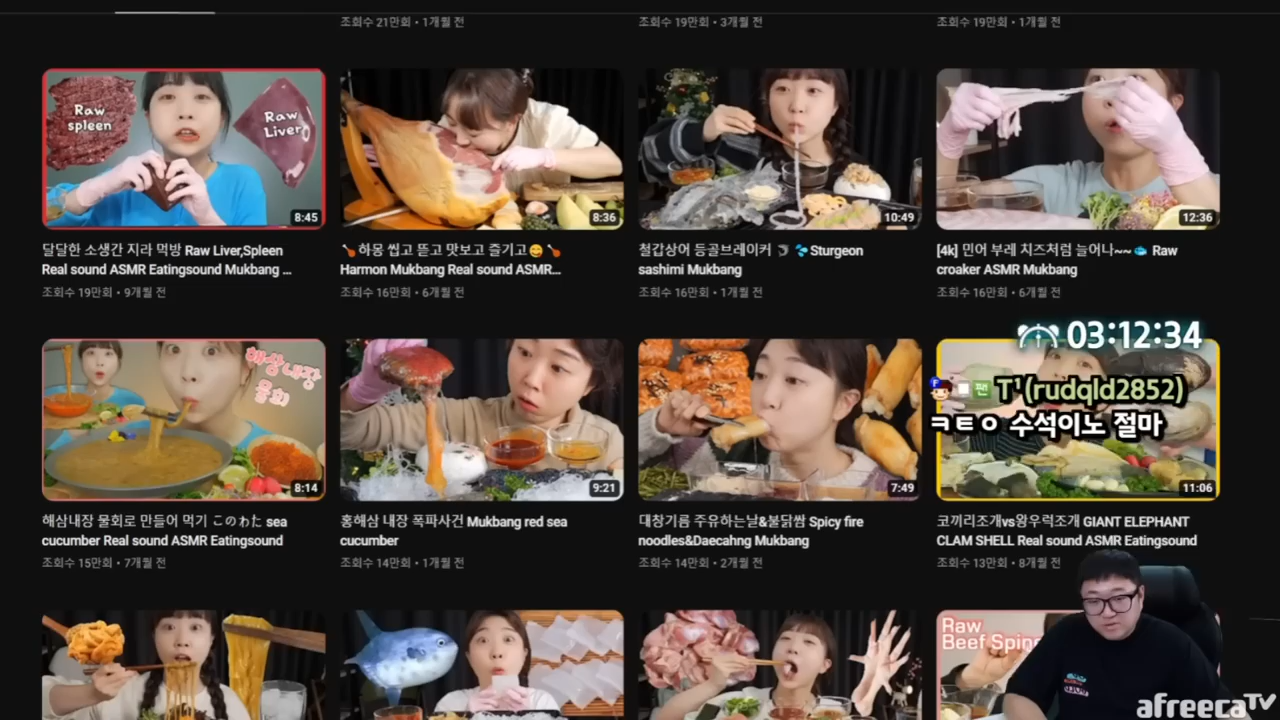 조회수 21만회 • 1개월 전
조회수 19만회 • 3개월 전
조회수 19만회 • 1개월 전
Raw
spleen
Raw
Liver
8:45
8:36
10:49
12:36
달달한 소생간 지라 먹방 Raw Liver,Spleen
Real sound ASMR Eatingsound Mukbang ...
조회수 19만회 • 9개월 전
🍗하몽 씹고 뜯고 맛보고 즐기고😋🍗
Harmon Mukbang Real sound ASMR...
조회수 16만회 • 6개월 전
철갑상어 등골브레이커 🦈 💦Sturgeon
sashimi Mukbang
조회수 16만회 • 1개월 전
[4k] 민어 부레 치즈처럼 늘어나~~🐟 Raw
croaker ASMR Mukbang
조회수 16만회 • 6개월 전
03:12:34
T¹(rudqld2852)
ㅋㅌㅇ 수석이노 절마
해삼내장
물회
8:14
9:21
7:49
11:06
해삼내장 물회로 만들어 먹기 このわた sea
cucumber Real sound ASMR Eatingsound
조회수 15만회 • 7개월 전
홍해삼 내장 폭파사건 Mukbang red sea
cucumber
조회수 14만회 • 1개월 전
대창기름 주유하는날&불닭쌈 Spicy fire
noodles&Daecahng Mukbang
조회수 14만회 • 2개월 전
코끼리조개vs왕우럭조개 GIANT ELEPHANT
CLAM SHELL Real sound ASMR Eatingsound
조회수 13만회 • 8개월 전
Raw
Beef Spin
afreecaTV